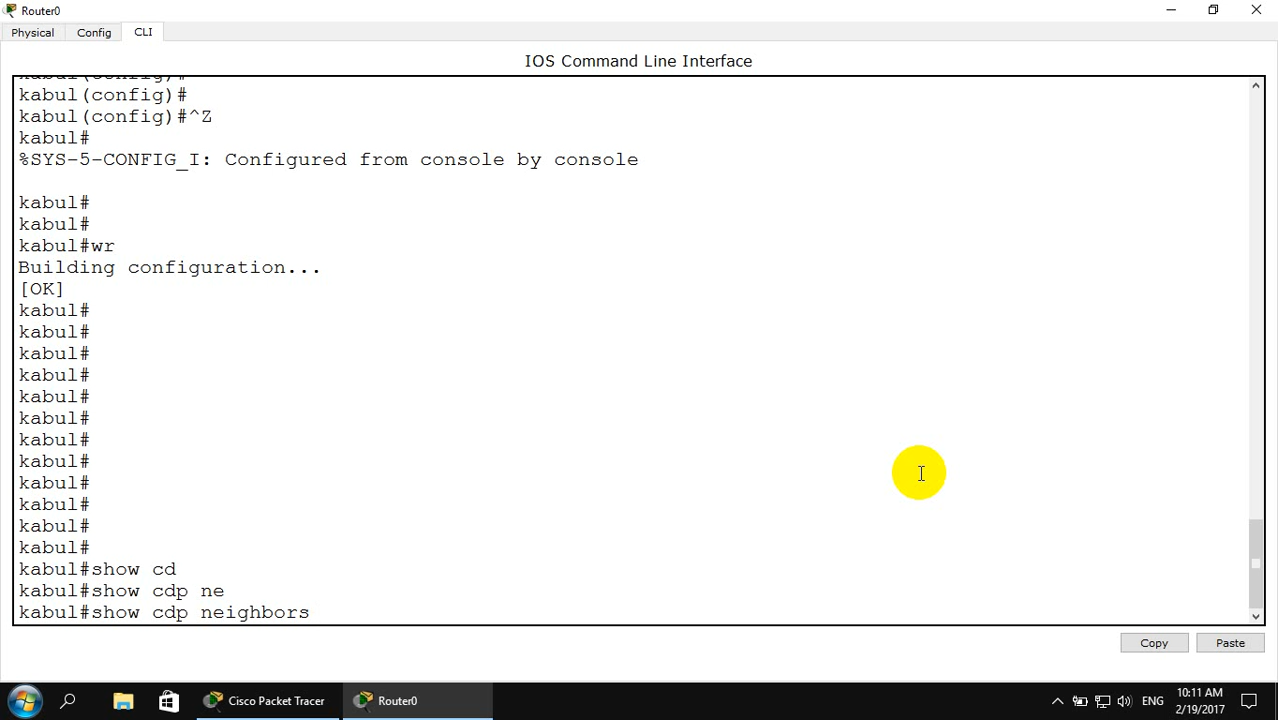 Router0
Physical Config CLI
IOS Command Line Interface
kabul(config)#
kabul(config)#
kabul(config)#^Z
kabul#
%SYS-5-CONFIG_I: Configured from console by console
kabul#
kabul#
kabul#wr
Building configuration...
[OK]
kabul#
kabul#
kabul#
kabul#
kabul#
kabul#
kabul#
kabul#
kabul#
kabul#
kabul#
kabul#
kabul#show cd
kabul#show cdp ne
kabul#show cdp neighbors
Copy Paste
Cisco Packet Tracer Router0 ENG 10:11 AM
2/19/2017